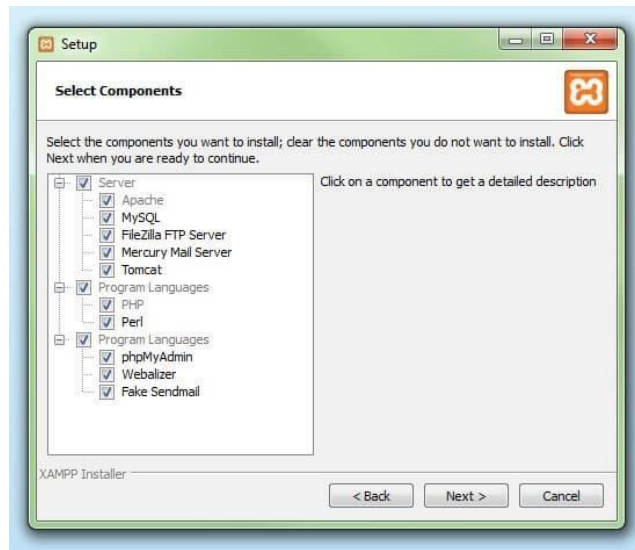 Setup
Select Components
Select the components you want to install; clear the components you do not want to install. Click
Next when you are ready to continue.
Server
Apache
MySQL
FileZilla FTP Server
Mercury Mail Server
Tomcat
Program Languages
PHP
Perl
Program Languages
phpMyAdmin
Webalizer
Fake Sendmail
Click on a component to get a detailed description
XAMPP Installer
< Back
Next >
Cancel